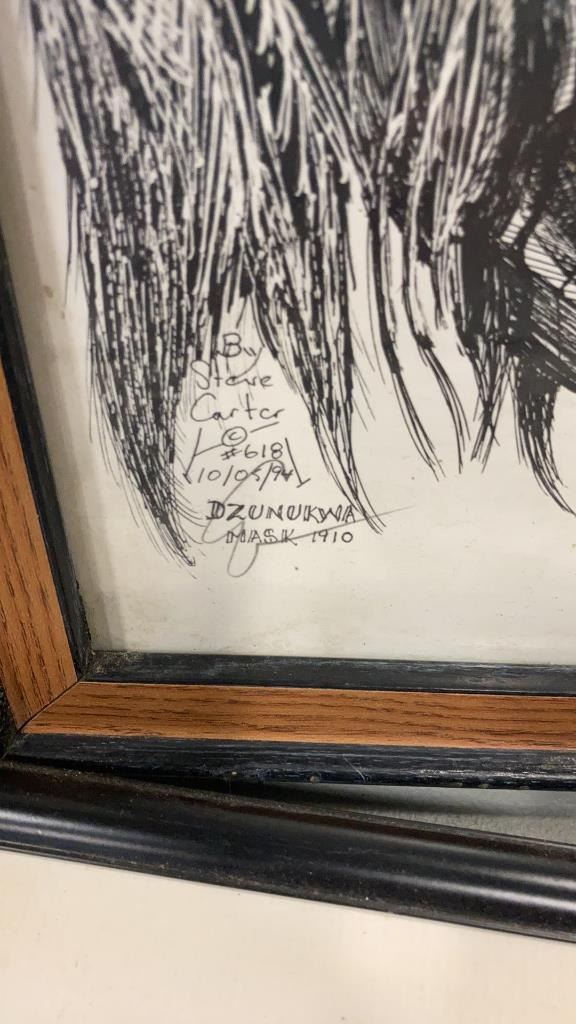 By
Steve
Carter
©
#618
10/05/94
DZUNUKWA
MASK 1910